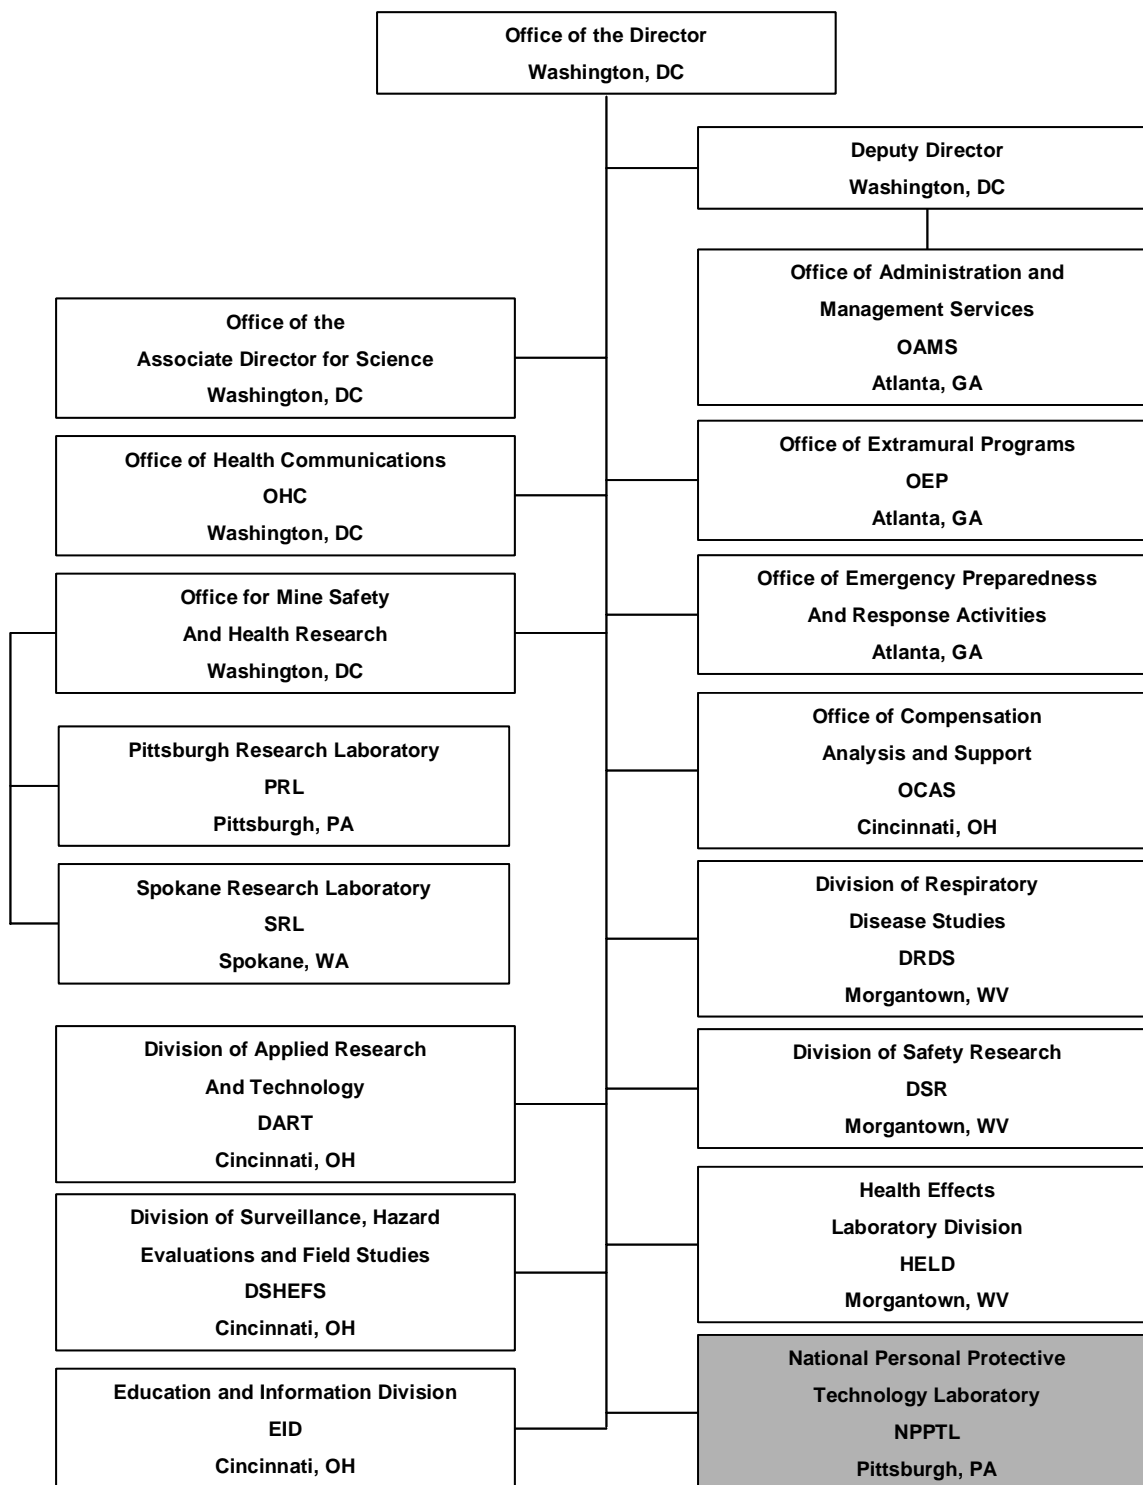 Office of the Director
Washington, DC
Deputy Director
Washington, DC
Office of Administration and
Management Services
OAMS
Atlanta, GA
Office of the
Associate Director for Science
Washington, DC
Office of Extramural Programs
OEP
Atlanta, GA
Office of Health Communications
OHC
Washington, DC
Office of Emergency Preparedness
And Response Activities
Atlanta, GA
Office for Mine Safety
And Health Research
Washington, DC
Office of Compensation
Analysis and Support
OCAS
Cincinnati, OH
Pittsburgh Research Laboratory
PRL
Pittsburgh, PA
Spokane Research Laboratory
SRL
Spokane, WA
Division of Respiratory
Disease Studies
DRDS
Morgantown, WV
Division of Applied Research
And Technology
DART
Cincinnati, OH
Division of Safety Research
DSR
Morgantown, WV
Division of Surveillance, Hazard
Evaluations and Field Studies
DSHEFS
Cincinnati, OH
Health Effects
Laboratory Division
HELD
Morgantown, WV
Education and Information Division
EID
Cincinnati, OH
National Personal Protective
Technology Laboratory
NPPTL
Pittsburgh, PA